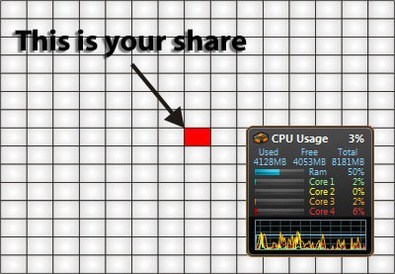 This is your share
CPU Usage 3%
Used Free Total
4128MB 4053MB 8181MB
Ram 50%
Core 1 2%
Core 2 0%
Core 3 2%
Core 4 6%